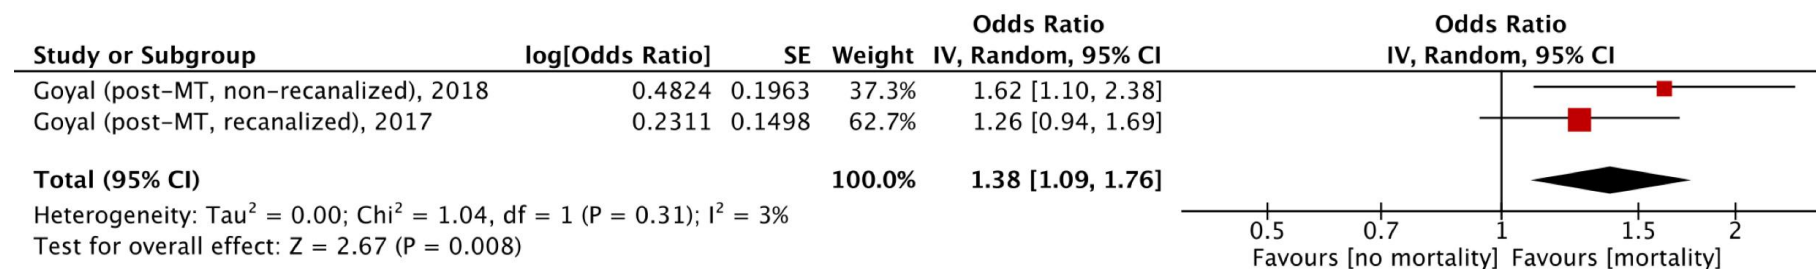 Odds Ratio Odds Ratio
Study or Subgroup log[Odds Ratio] SE Weight IV, Random, 95% CI IV, Random, 95% CI
Goyal (post-MT, non-recanalized), 2018 0.4824 0.1963 37.3% 1.62 [1.10, 2.38]
Goyal (post-MT, recanalized), 2017 0.2311 0.1498 62.7% 1.26 [0.94, 1.69]
Total (95% CI) 100.0% 1.38 [1.09, 1.76]
Heterogeneity: Tau² = 0.00; Chi² = 1.04, df = 1 (P = 0.31); I² = 3%
Test for overall effect: Z = 2.67 (P = 0.008)
0.5 0.7 1 1.5 2
Favours [no mortality] Favours [mortality]